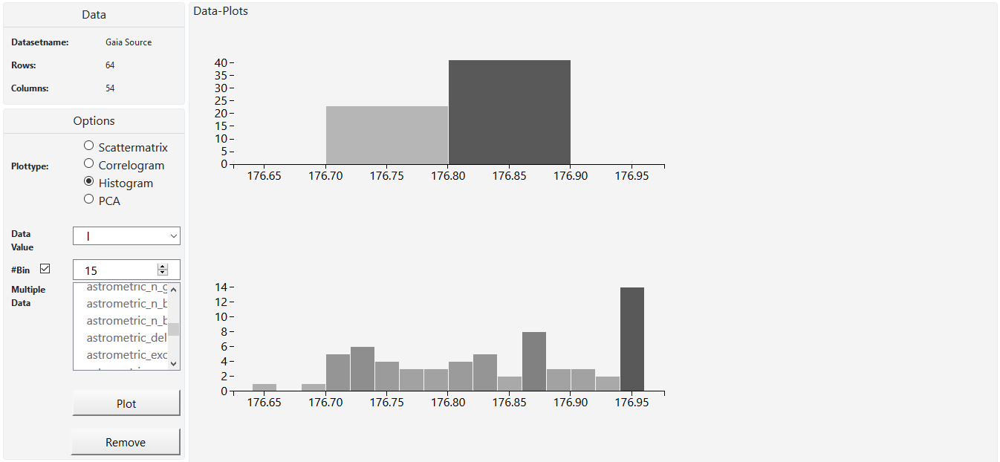 Data
Datasetname: Gaia Source
Rows: 64
Columns: 54
Options
Plottype:
Scattermatrix
Correlogram
Histogram
PCA
Data
Value
l
#Bin 15
Multiple
Data
astrometric_n_g
astrometric_n_b
astrometric_n_b
astrometric_del
astrometric_exc
Plot
Remove
Data-Plots
40
35
30
25
20
15
10
5
0
176.65 176.70 176.75 176.80 176.85 176.90 176.95
14
12
10
8
6
4
2
0
176.65 176.70 176.75 176.80 176.85 176.90 176.95